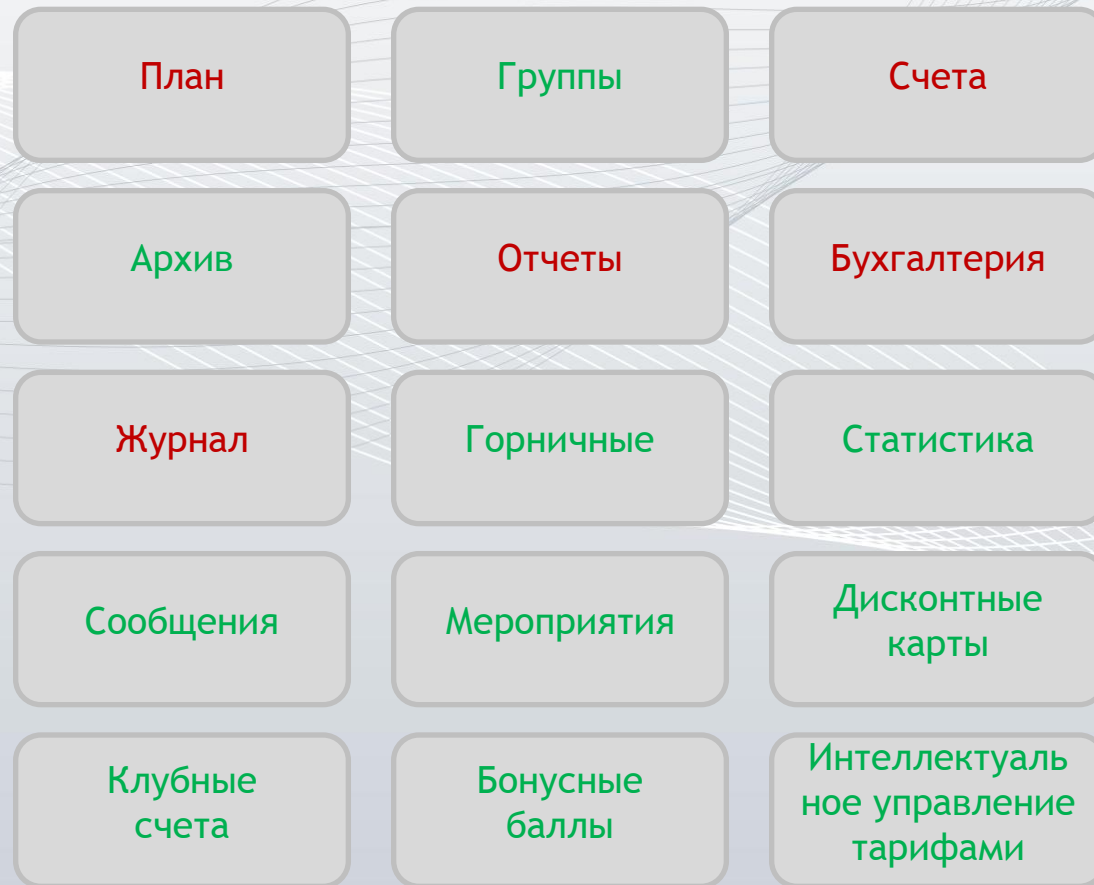 План
Группы
Счета
Архив
Отчеты
Бухгалтерия
Журнал
Горничные
Статистика
Сообщения
Мероприятия
Дисконтные
карты
Клубные
счета
Бонусные
баллы
Интеллектуаль
ное управление
тарифами